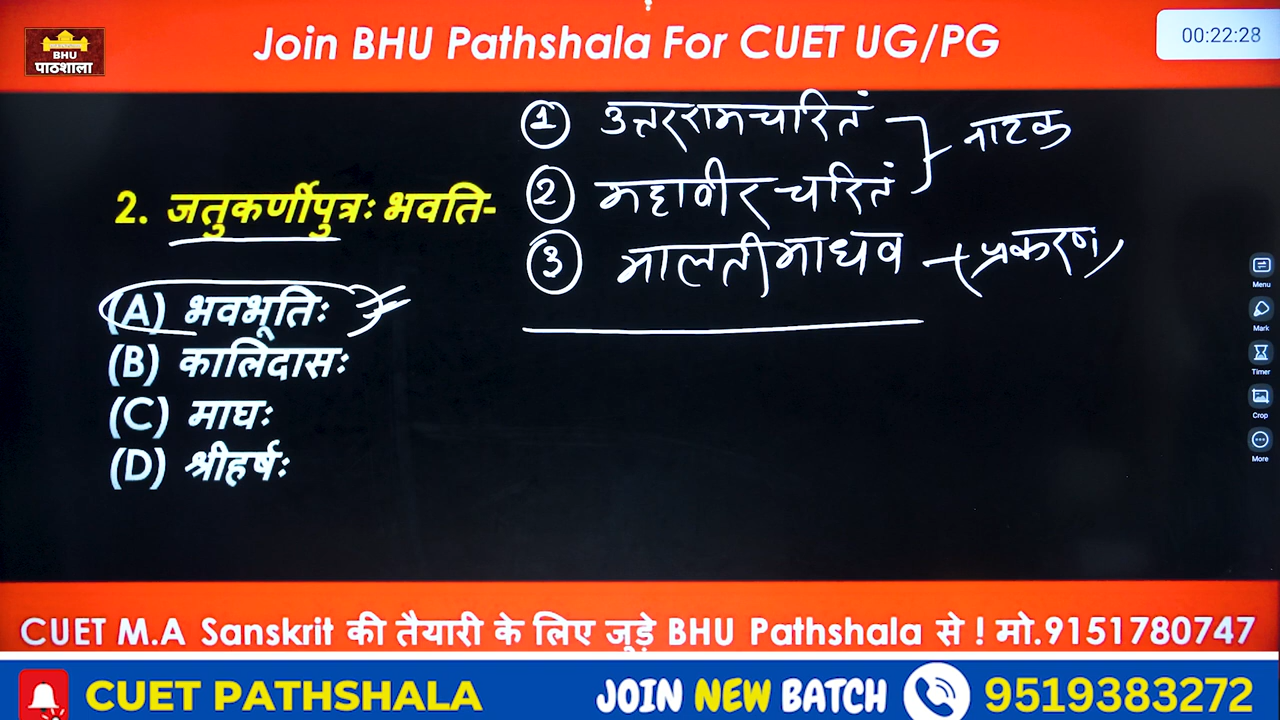 BHU
पाठशाला
Join BHU Pathshala For CUET UG/PG
00:22:28
① उत्तररामचरितं
② महावीरचरितं
नाटक
③ मालतीमाधव - (प्रकरण)
2. जतुकर्णीपुत्रः भवति-
(A) भवभूतिः
(B) कालिदासः
(C) माघः
(D) श्रीहर्षः
Menu
Mark
Timer
Crop
More
CUET M.A Sanskrit की तैयारी के लिए जूड़े BHU Pathshala से ! मो.9151780747
CUET PATHSHALA
JOIN NEW BATCH
9519383272